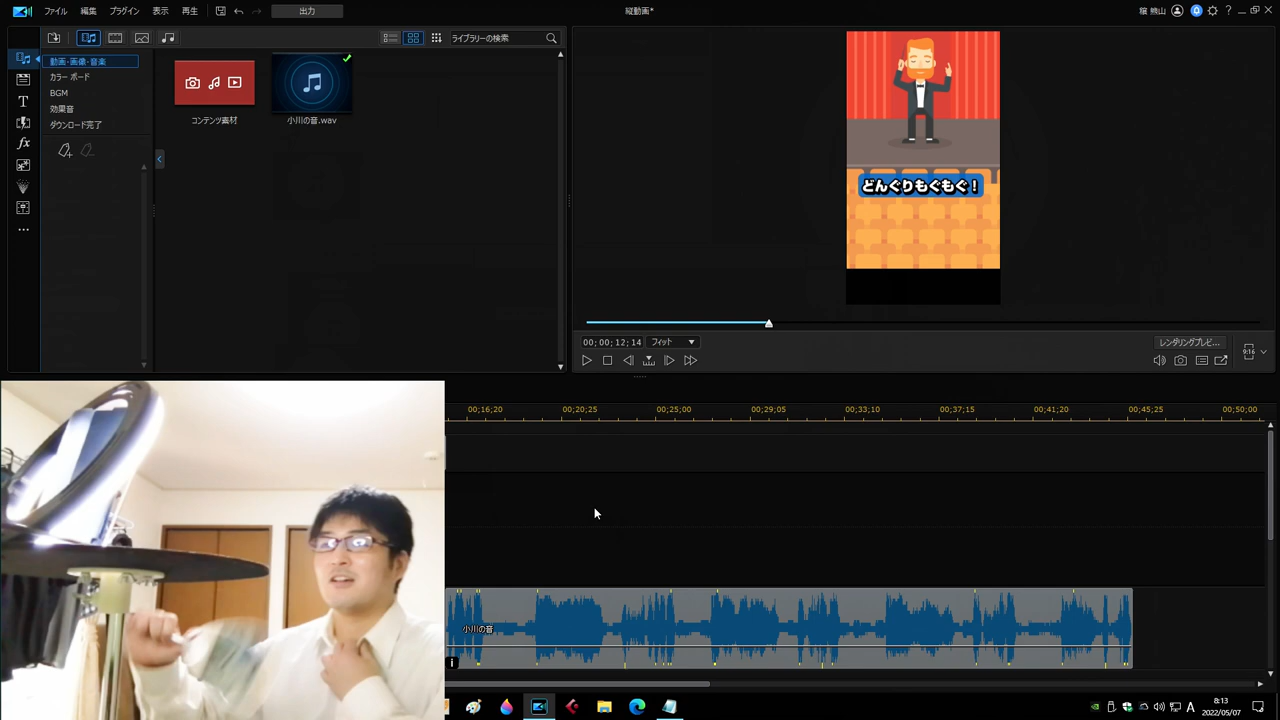 ファイル 編集 プラグイン 表示 再生 出力 縦動画*
ライブラリーの検索
動画・画像・音楽
カラー ボード
BGM
効果音
ダウンロード完了
コンテンツ素材 小川の音.wav
どんぐりもぐもぐ！
00;00;12;14 フィット レンダリングプレビ... 9:16
00;16;20 00;20;25 00;25;00 00;29;05 00;33;10 00;37;15 00;41;20 00;45;25 00;50;00
小川の音
A 8:13
2022/05/07